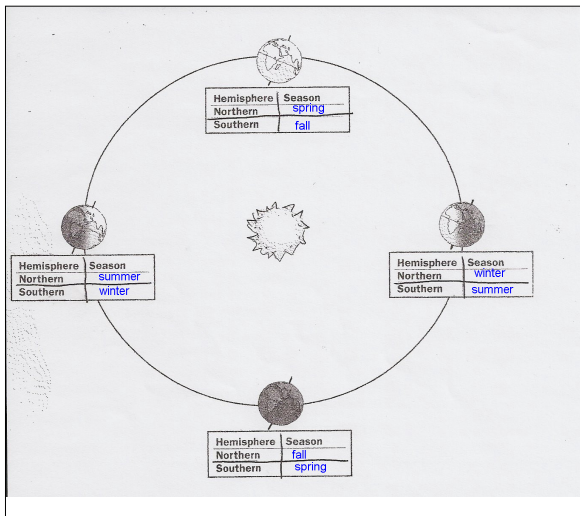 Hemisphere Season
Northern spring
Southern fall
Hemisphere Season
Northern summer
Southern winter
Hemisphere Season
Northern winter
Southern summer
Hemisphere Season
Northern fall
Southern spring